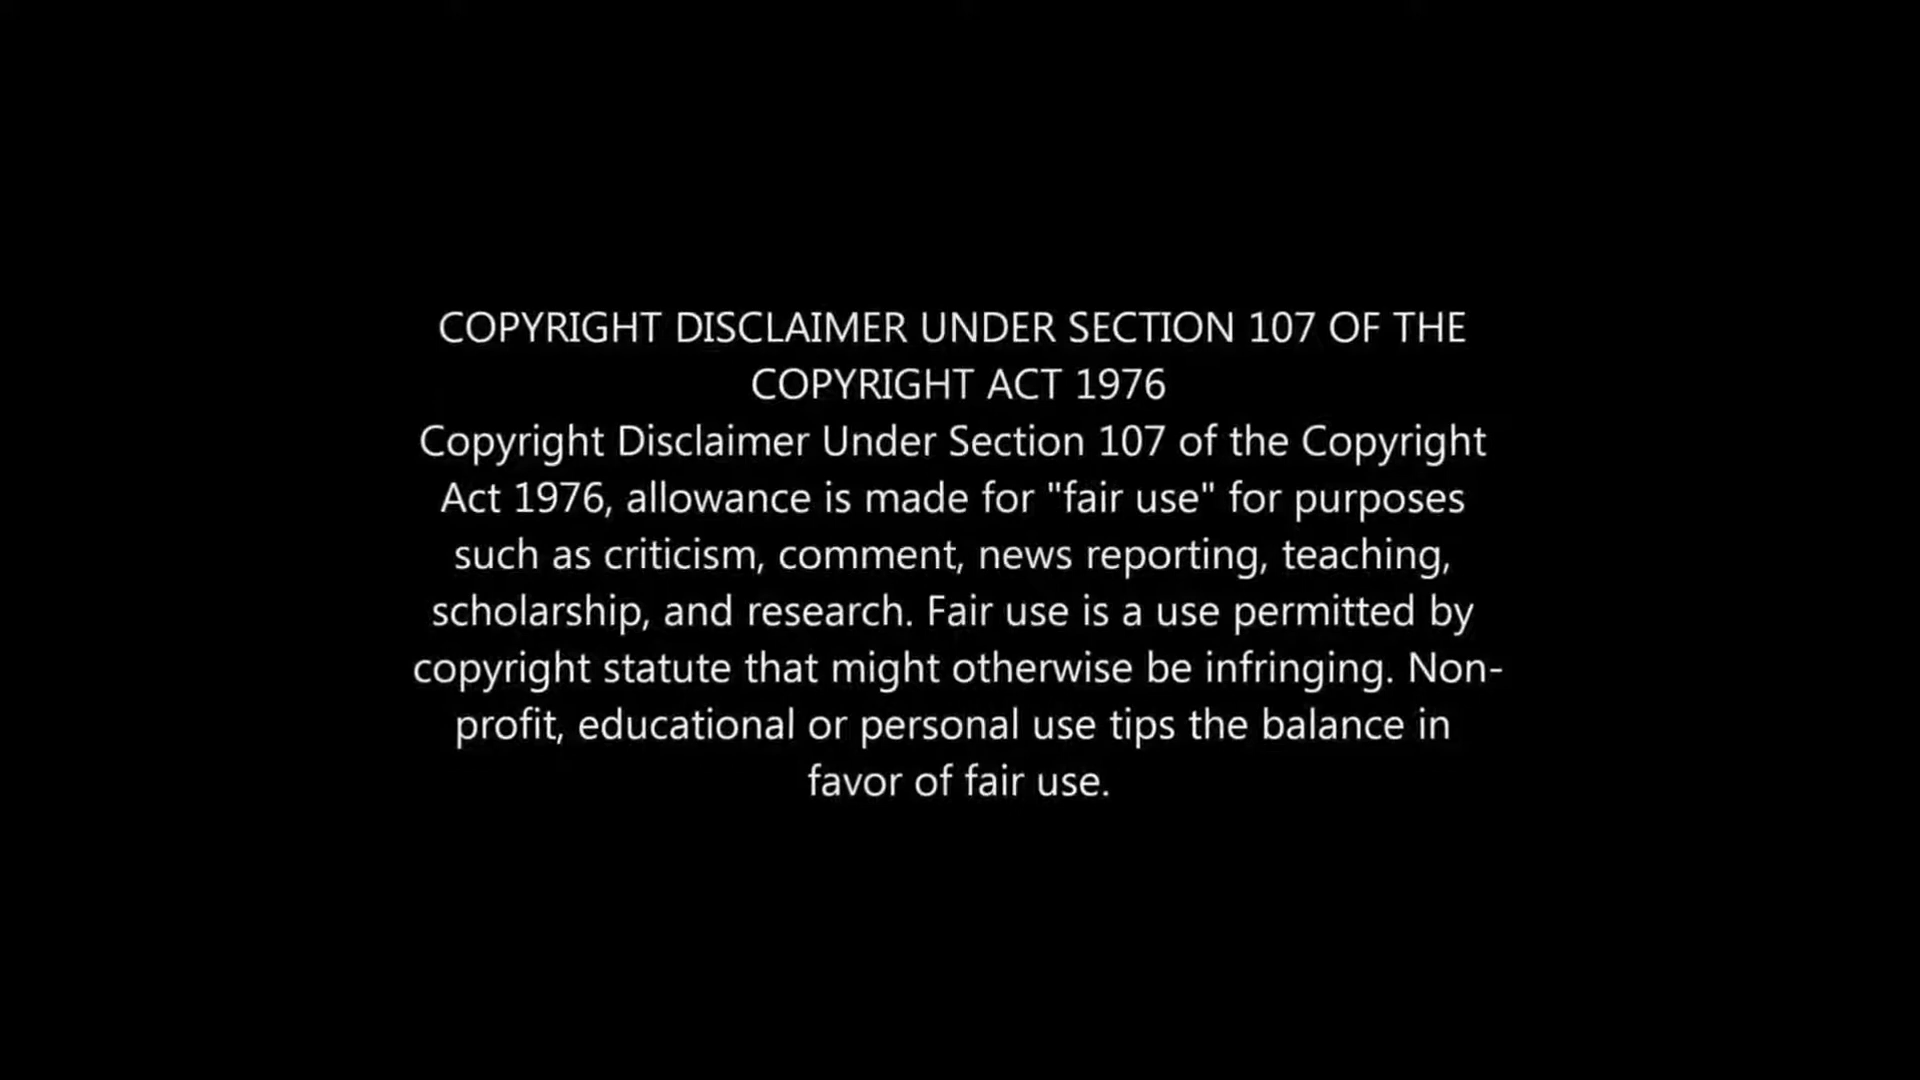 COPYRIGHT DISCLAIMER UNDER SECTION 107 OF THE
COPYRIGHT ACT 1976
Copyright Disclaimer Under Section 107 of the Copyright
Act 1976, allowance is made for "fair use" for purposes
such as criticism, comment, news reporting, teaching,
scholarship, and research. Fair use is a use permitted by
copyright statute that might otherwise be infringing. Non-
profit, educational or personal use tips the balance in
favor of fair use.